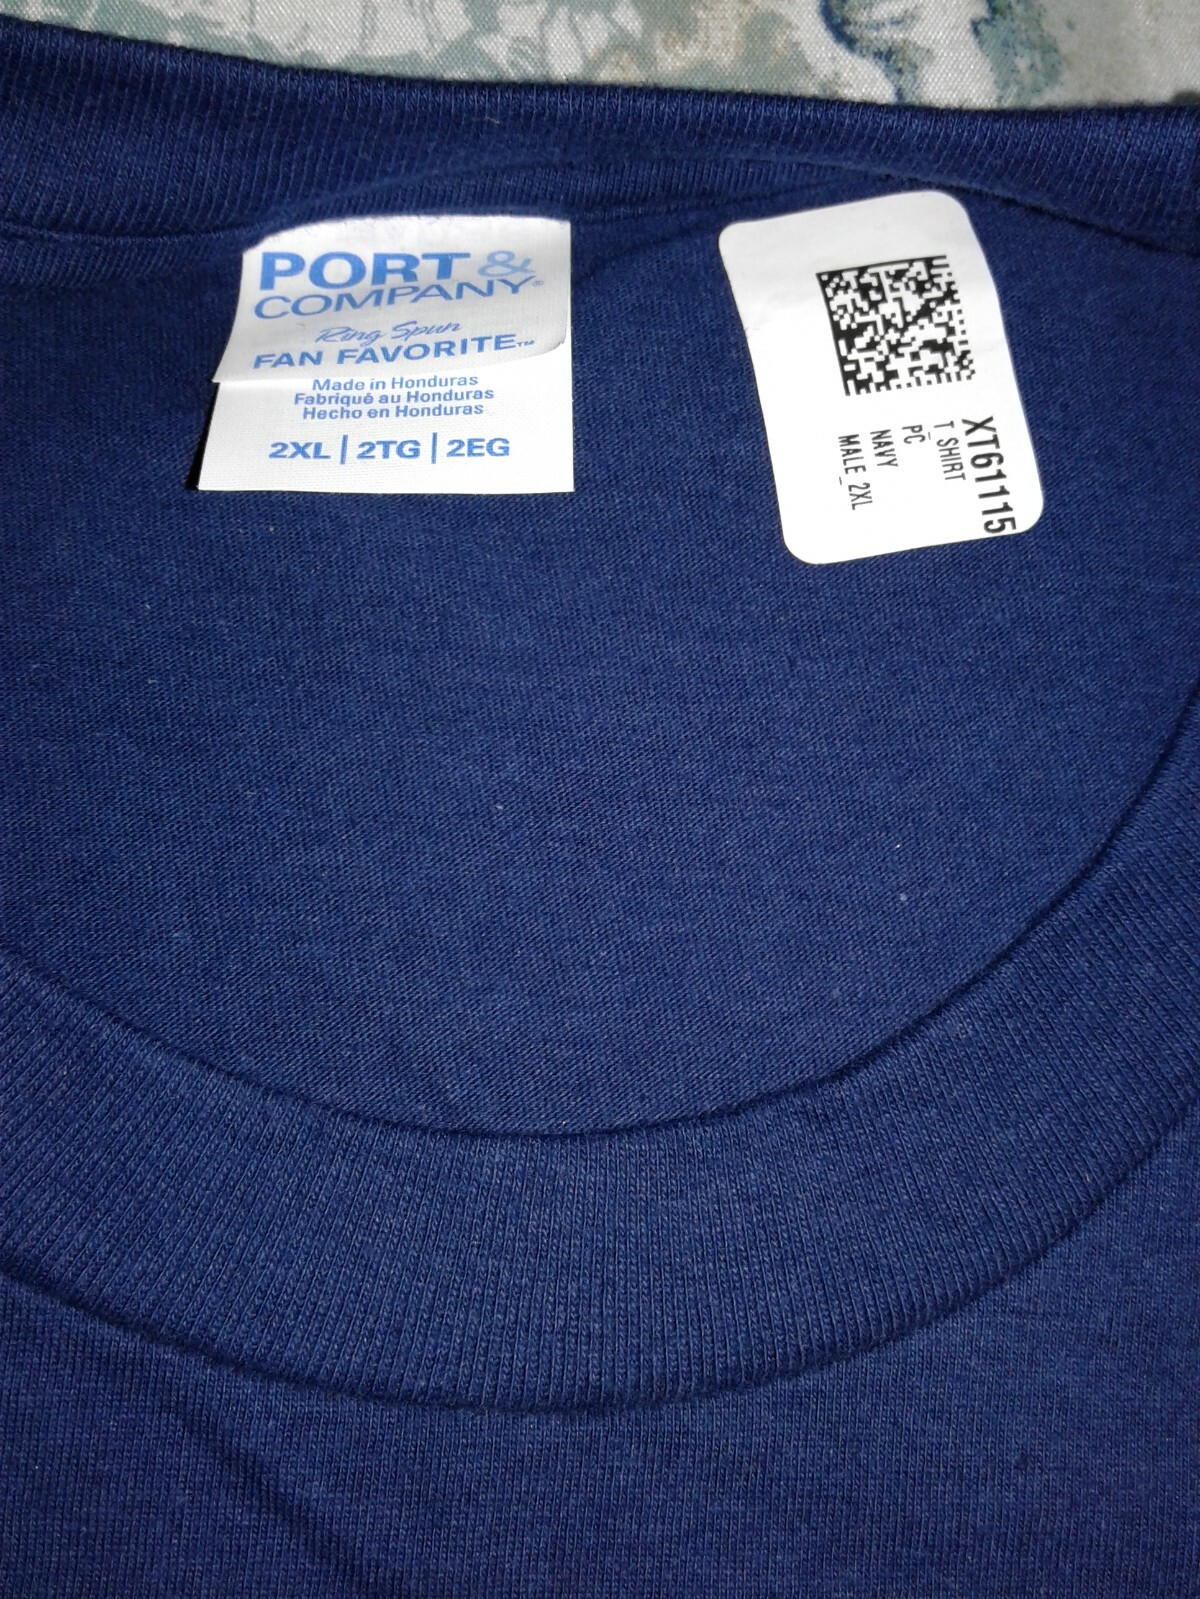 PORT &
COMPANY®
Ring Spun
FAN FAVORITE™
Made in Honduras
Fabriqué au Honduras
Hecho en Honduras
2XL | 2TG | 2EG
XT61115
T_SHIRT
PC
NAVY
MALE_2XL